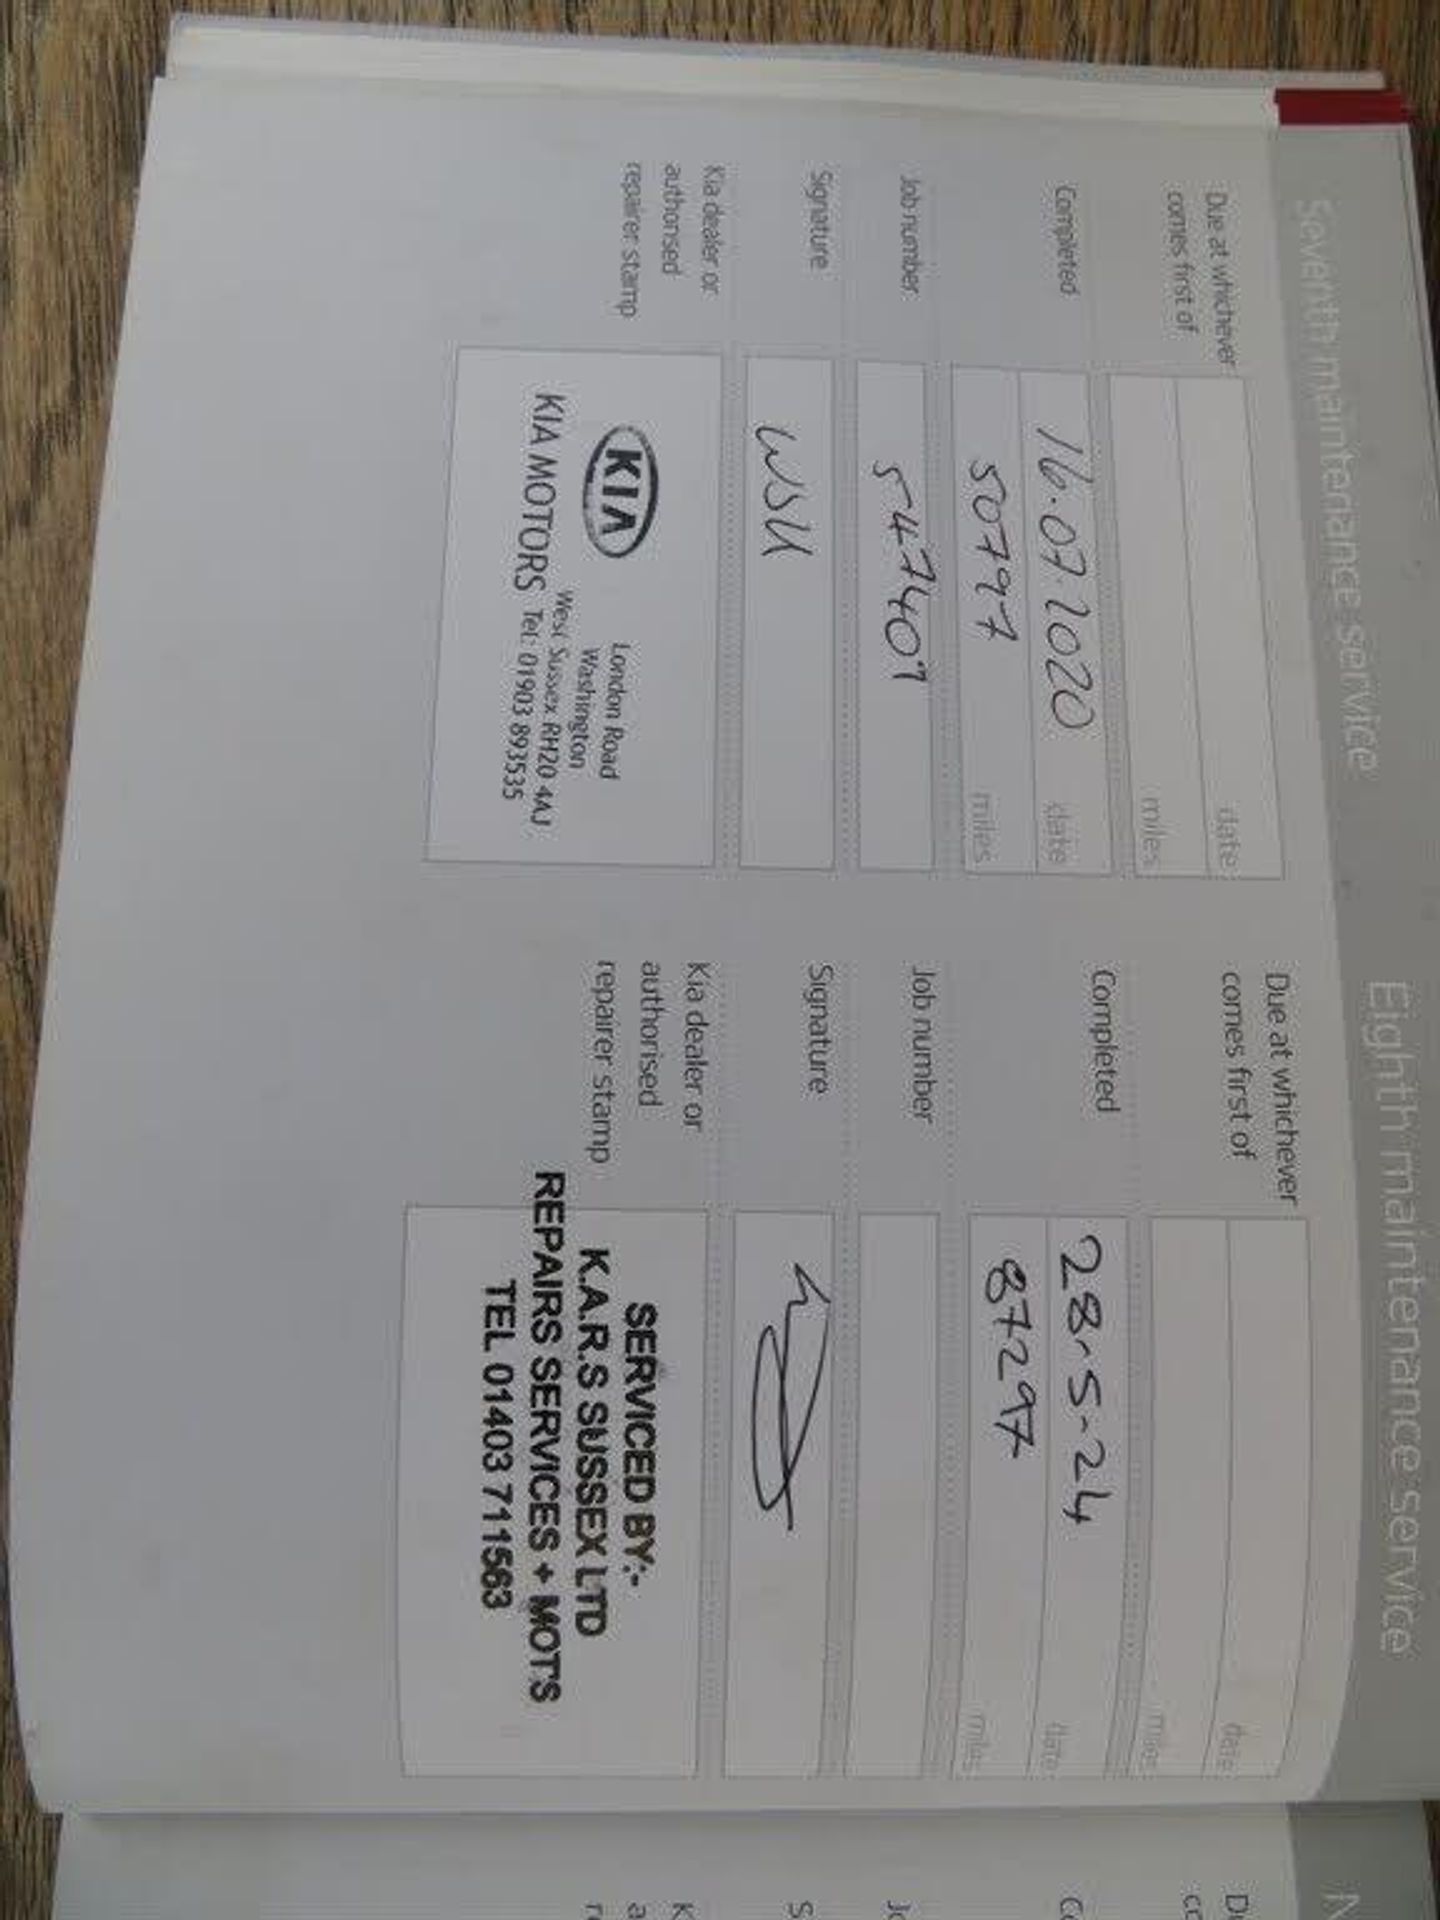 Seventh maintenance service
Due at whichever
comes first of
date
miles
Completed
16.07.2020 date
50797 miles
Job number
547407
Signature
Kia dealer or
authorised
repairer stamp
KIA
KIA MOTORS
London Road
Washington
West Sussex RH20 4AJ
Tel: 01903 893535
Eighth maintenance service
Due at whichever
comes first of
date
miles
Completed
28-5-24 date
87297 miles
Job number
Signature
Kia dealer or
authorised
repairer stamp
SERVICED BY:-
K.A.R.S SUSSEX LTD
REPAIRS SERVICES + MOT'S
TEL 01403 711563